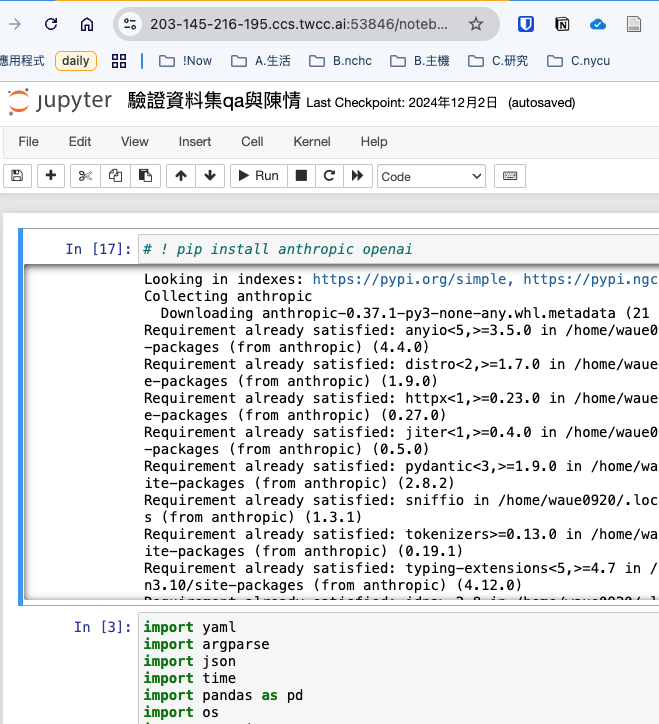 203-145-216-195.ccs.twcc.ai:53846/noteb...
應用程式 daily !Now A.生活 B.nchc B.主機 C.研究 C.nycu
jupyter 驗證資料集qa與陳情 Last Checkpoint: 2024年12月2日 (autosaved)
File Edit View Insert Cell Kernel Help
Run Code
In [17]: # ! pip install anthropic openai
Looking in indexes: https://pypi.org/simple, https://pypi.ngc
Collecting anthropic
Downloading anthropic-0.37.1-py3-none-any.whl.metadata (21
Requirement already satisfied: anyio<5,>=3.5.0 in /home/waue0
-packages (from anthropic) (4.4.0)
Requirement already satisfied: distro<2,>=1.7.0 in /home/waue
e-packages (from anthropic) (1.9.0)
Requirement already satisfied: httpx<1,>=0.23.0 in /home/waue
e-packages (from anthropic) (0.27.0)
Requirement already satisfied: jiter<1,>=0.4.0 in /home/waue0
-packages (from anthropic) (0.5.0)
Requirement already satisfied: pydantic<3,>=1.9.0 in /home/wa
ite-packages (from anthropic) (2.8.2)
Requirement already satisfied: sniffio in /home/waue0920/.loc
s (from anthropic) (1.3.1)
Requirement already satisfied: tokenizers>=0.13.0 in /home/wa
ite-packages (from anthropic) (0.19.1)
Requirement already satisfied: typing-extensions<5,>=4.7 in /
n3.10/site-packages (from anthropic) (4.12.0)
In [3]: import yaml
import argparse
import json
import time
import pandas as pd
import os